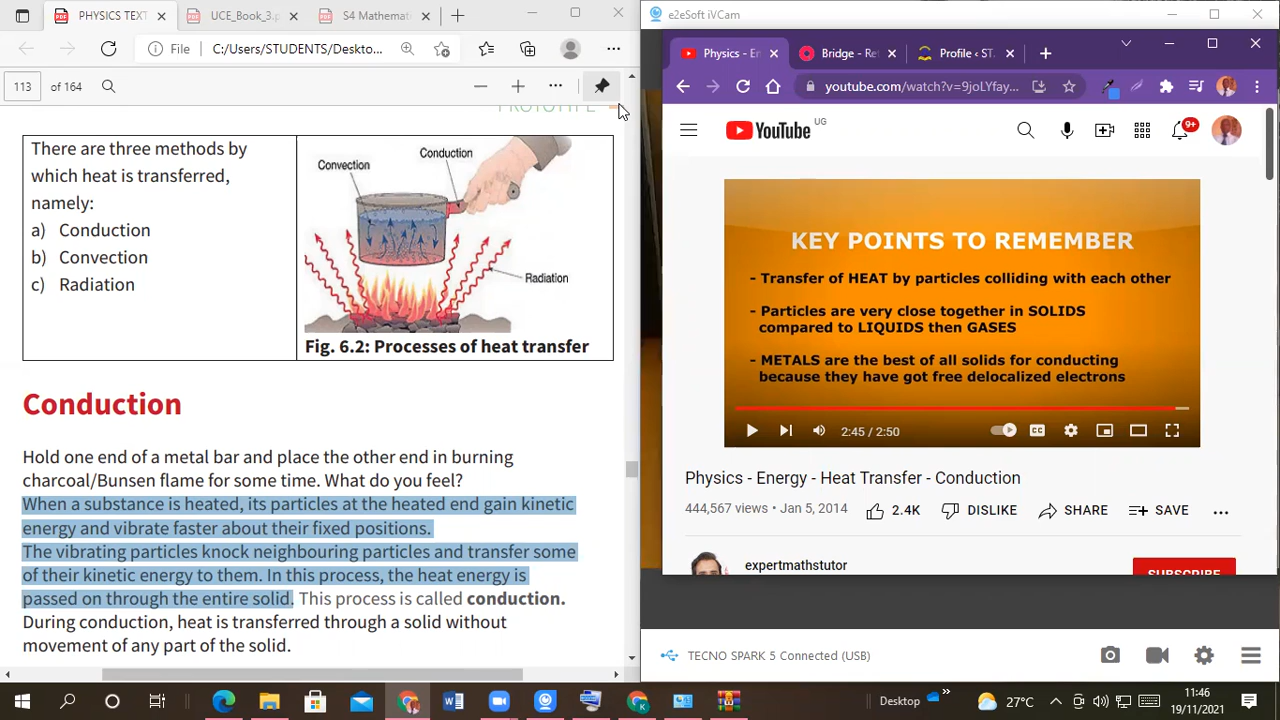 PHYSICS TEXT
UCE_Book_3.pdf
S4 Mathemati
File
C:/Users/STUDENTS/Deskto...
113
of 164
There are three methods by
which heat is transferred,
namely:
a) Conduction
b) Convection
c) Radiation
Conduction
Convection
Radiation
Fig. 6.2: Processes of heat transfer
Conduction
Hold one end of a metal bar and place the other end in burning
charcoal/Bunsen flame for some time. What do you feel?
When a substance is heated, its particles at the heated end gain kinetic
energy and vibrate faster about their fixed positions.
The vibrating particles knock neighbouring particles and transfer some
of their kinetic energy to them. In this process, the heat energy is
passed on through the entire solid. This process is called conduction.
During conduction, heat is transferred through a solid without
movement of any part of the solid.
e2eSoft iVCam
Physics - En
Bridge - Ret
Profile ‹ ST.
youtube.com/watch?v=9joLYfay...
YouTube
UG
9+
KEY POINTS TO REMEMBER
- Transfer of HEAT by particles colliding with each other
- Particles are very close together in SOLIDS
compared to LIQUIDS then GASES
- METALS are the best of all solids for conducting
because they have got free delocalized electrons
2:45 / 2:50
CC
Physics - Energy - Heat Transfer - Conduction
444,567 views • Jan 5, 2014
2.4K
DISLIKE
SHARE
SAVE
expertmathstutor
SUBSCRIBE
TECNO SPARK 5 Connected (USB)
Desktop
27°C
11:46
19/11/2021